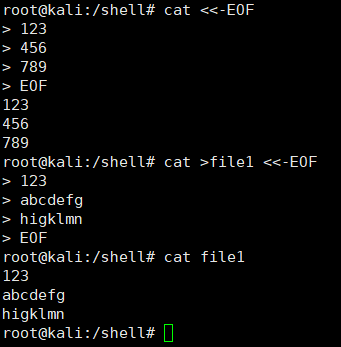 root@kali:/shell# cat <<-EOF
> 123
> 456
> 789
> EOF
123
456
789
root@kali:/shell# cat >file1 <<-EOF
> 123
> abcdefg
> higklmn
> EOF
root@kali:/shell# cat file1
123
abcdefg
higklmn
root@kali:/shell#